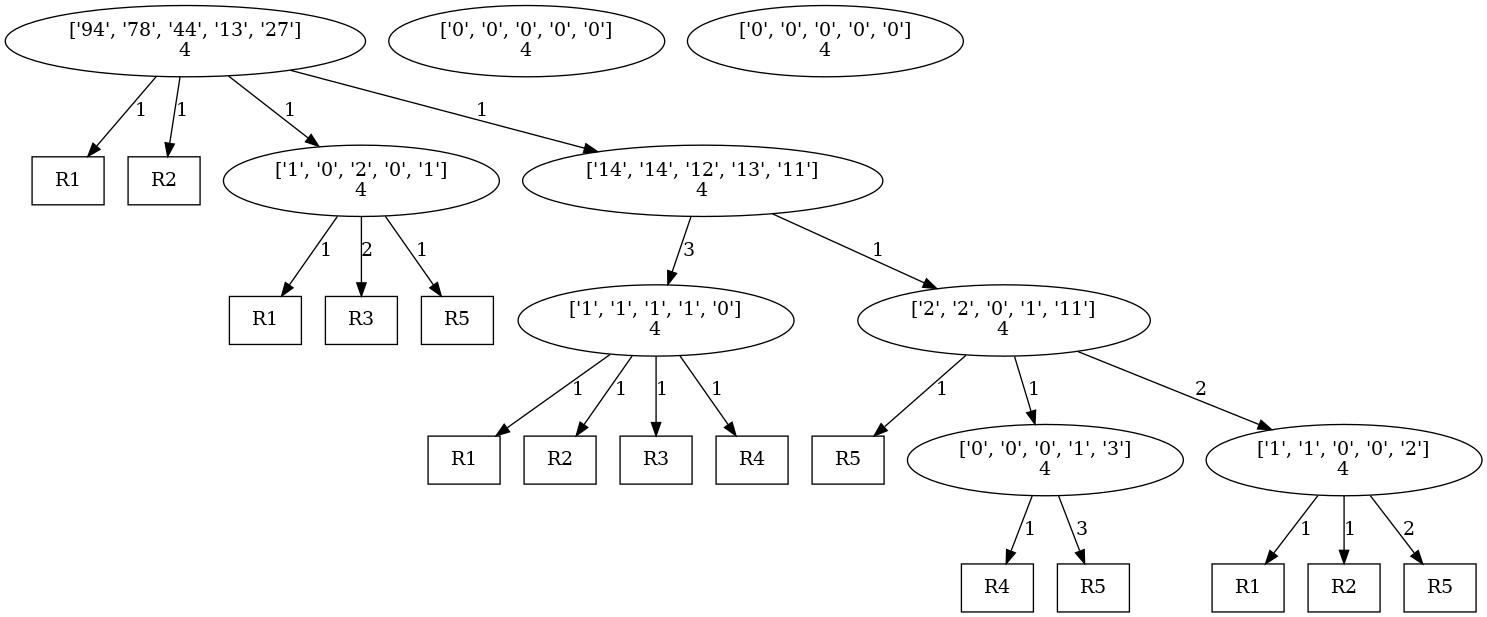 ['94', '78', '44', '13', '27']
4
['0', '0', '0', '0', '0']
4
['0', '0', '0', '0', '0']
4
1
1
1
1
R1
R2
['1', '0', '2', '0', '1']
4
['14', '14', '12', '13', '11']
4
1
2
1
3
1
R1
R3
R5
['1', '1', '1', '1', '0']
4
['2', '2', '0', '1', '11']
4
1
1
1
1
1
1
2
R1
R2
R3
R4
R5
['0', '0', '0', '1', '3']
4
['1', '1', '0', '0', '2']
4
1
3
1
1
2
R4
R5
R1
R2
R5